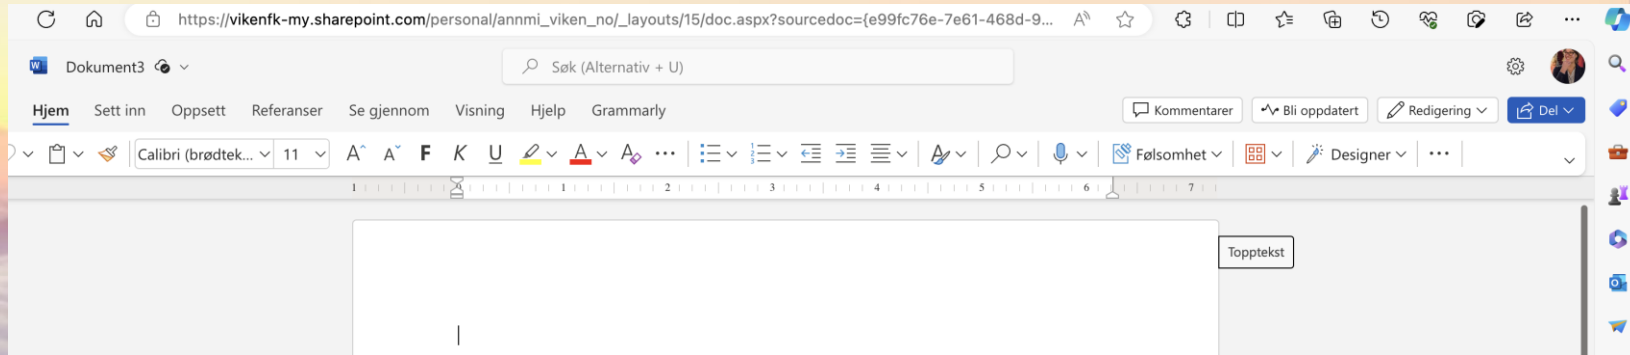 https://vikenfk-my.sharepoint.com/personal/annmi_viken_no/_layouts/15/doc.aspx?sourcedoc={e99fc76e-7e61-468d-9...
Dokument3
Søk (Alternativ + U)
Hjem Sett inn Oppsett Referanser Se gjennom Visning Hjelp Grammarly Kommentarer Bli oppdatert Redigering Del
Calibri (brødtek... 11 A A F K U A A ... Følsomhet Designer ...
1 0 1 2 3 4 5 6 7
Topptekst